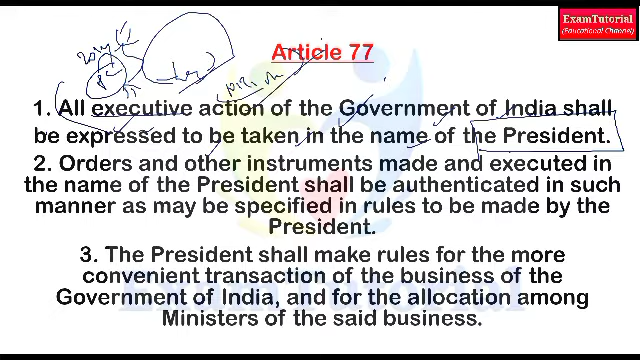 ExamTutorial
(Educational Channel)
Article 77
1. All executive action of the Government of India shall
be expressed to be taken in the name of the President.
2. Orders and other instruments made and executed in
the name of the President shall be authenticated in such
manner as may be specified in rules to be made by the
President.
3. The President shall make rules for the more
convenient transaction of the business of the
Government of India, and for the allocation among
Ministers of the said business.
Exam Tutorial